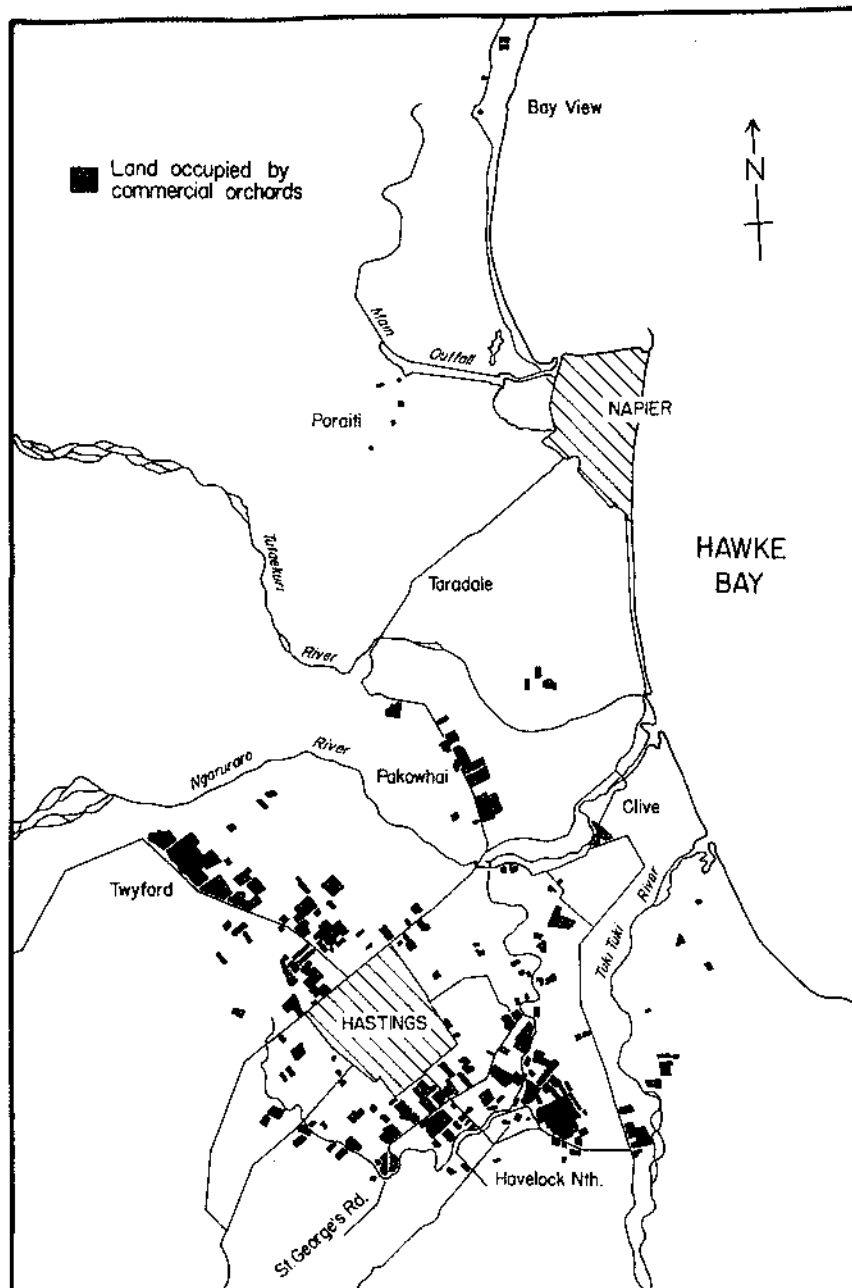 Bay View
Land occupied by
commercial orchards
N
Main
Outfall
NAPIER
Poraiti
HAWKE
BAY
Tutaekuri
Taradale
River
Ngaruroro River
Pakowhai
Clive
Twyford
Tuki Tuki River
HASTINGS
Havelock Nth.
St. George's Rd.